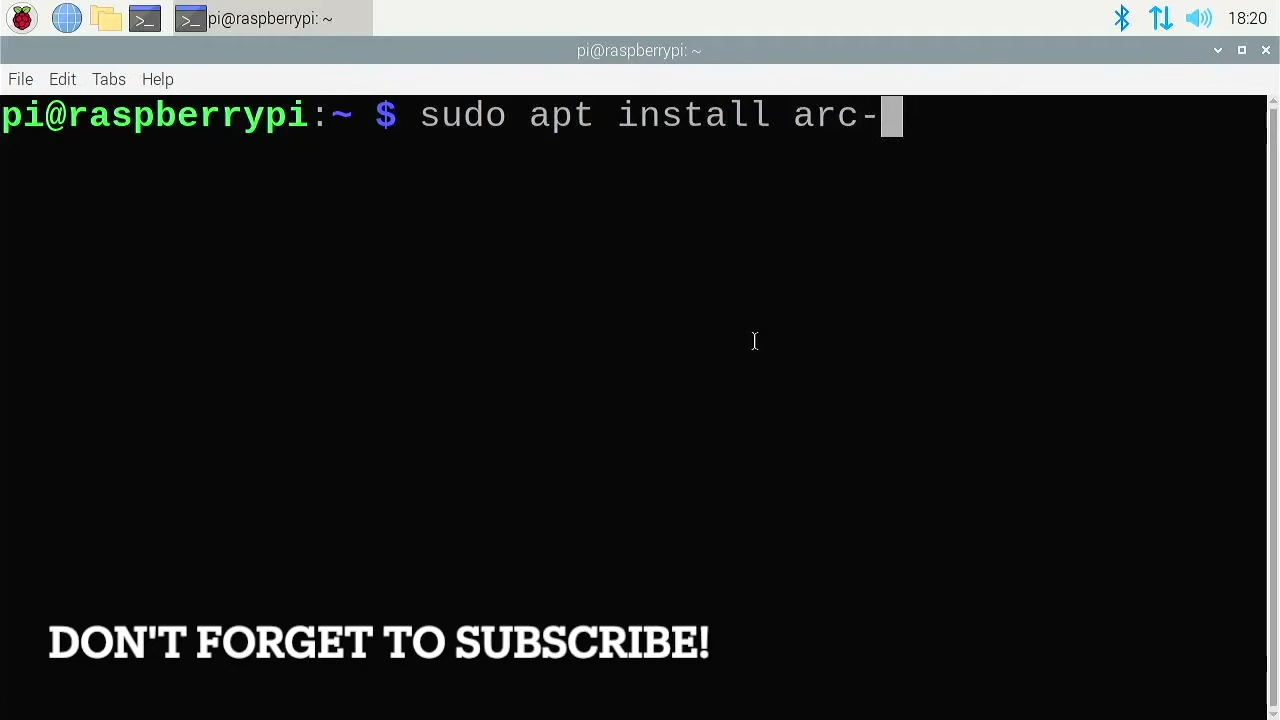 pi@raspberrypi: ~ 18:20
pi@raspberrypi: ~
File Edit Tabs Help
pi@raspberrypi:~ $ sudo apt install arc-
DON'T FORGET TO SUBSCRIBE!